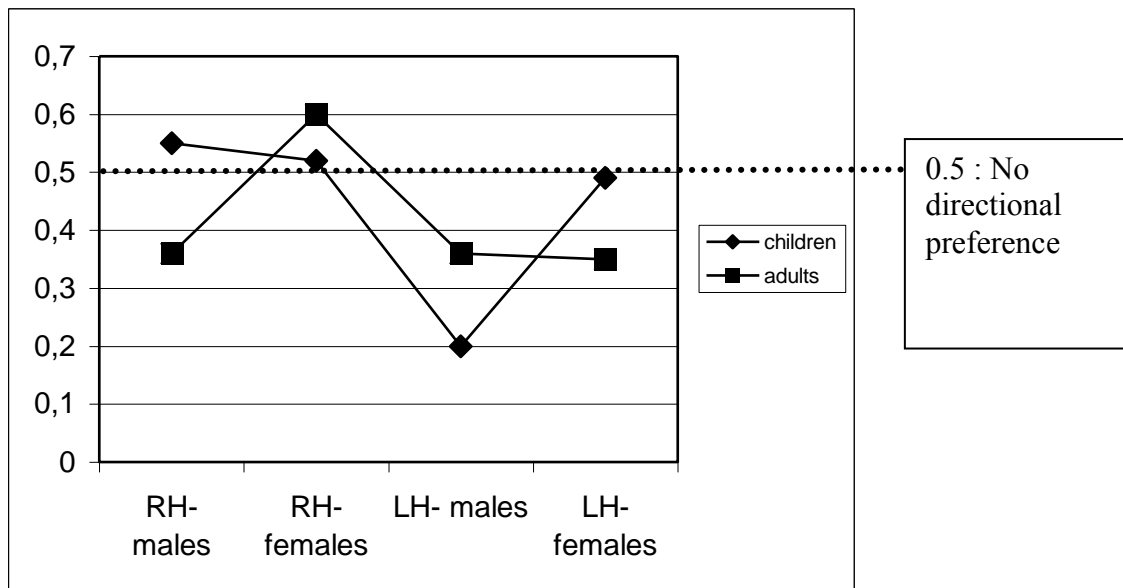 0,7
0,6
0,5
0,4
0,3
0,2
0,1
0
RH-
males
RH-
females
LH- males
LH-
females
children
adults
0.5 : No
directional
preference